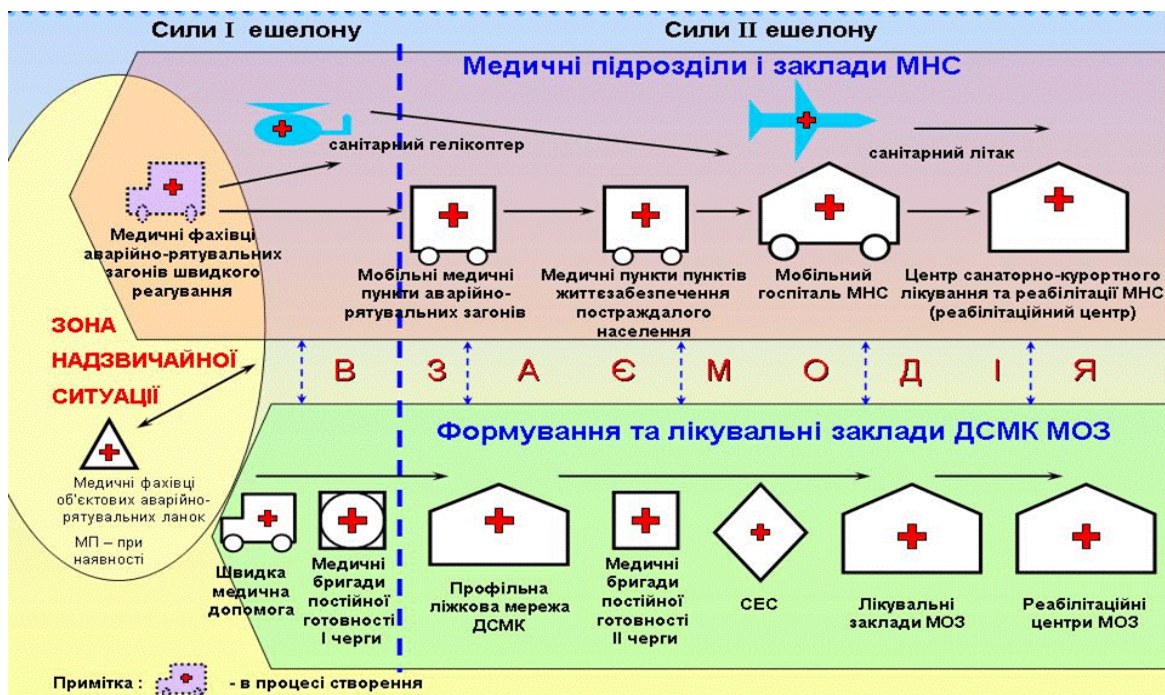 Сили І ешелону
Сили ІІ ешелону
Медичні підрозділи і заклади МНС
санітарний гелікоптер
санітарний літак
Медичні фахівці
аварійно-рятувальних
загонів швидкого
реагування
Мобільні медичні
пункти аварійно-
рятувальних загонів
Медичні пункти пунктів
життєзабезпечення
постраждалого
населення
Мобільний
госпіталь МНС
Центр санаторно-курортного
лікування та реабілітації МНС
(реабілітаційний центр)
ЗОНА
НАДЗВИЧАЙНОЇ
СИТУАЦІЇ
В З А Є М О Д І Я
Формування та лікувальні заклади ДСМК МОЗ
Медичні фахівці
об'єктових аварійно-
рятувальних ланок
МП – при
наявності
Швидка
медична
допомога
Медичні
бригади
постійної
готовності
І черги
Профільна
ліжкова мережа
ДСМК
Медичні
бригади
постійної
готовності
ІІ черги
СЕС
Лікувальні
заклади МОЗ
Реабілітаційні
центри МОЗ
Примітка : - в процесі створення